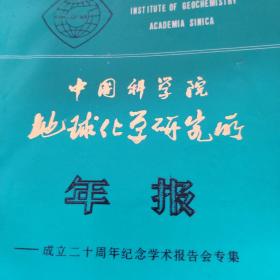 INSTITUTE OF GEOCHEMISTRY
ACADEMIA SINICA
中国科学院
地球化学研究所
年报
——成立二十周年纪念学术报告会专集